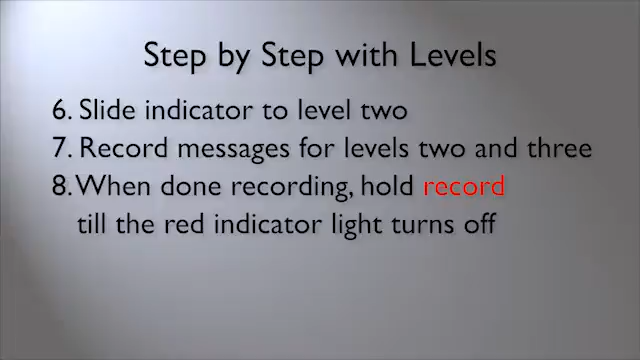 Step by Step with Levels
6. Slide indicator to level two
7. Record messages for levels two and three
8. When done recording, hold record
till the red indicator light turns off